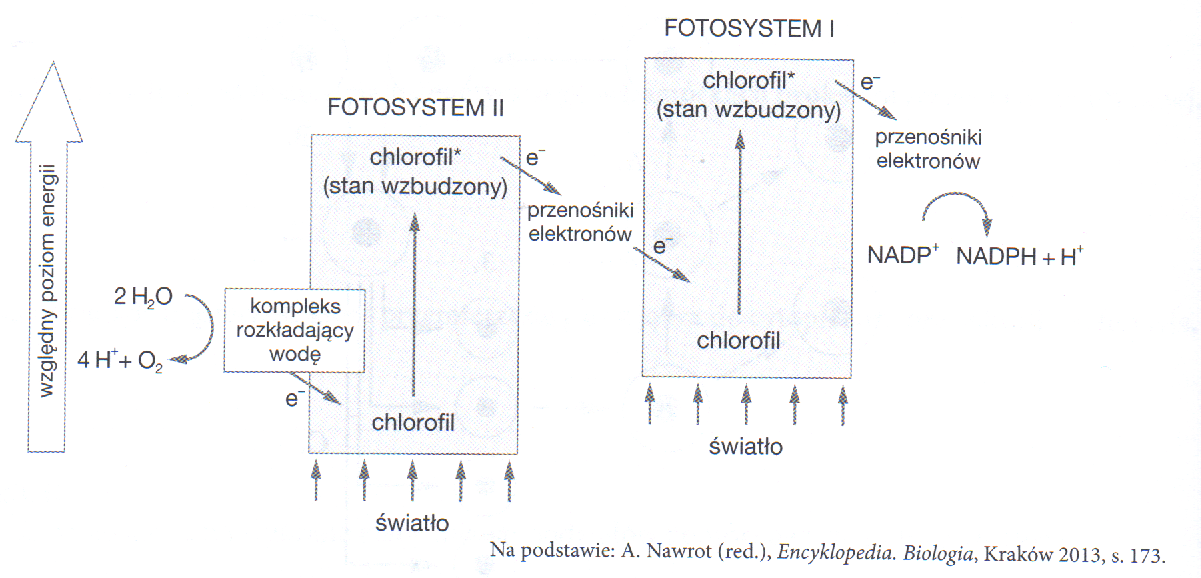 FOTOSYSTEM I
chlorofil*
(stan wzbudzony)
e⁻
przenośniki
elektronów
NADP⁺ NADPH + H⁺
chlorofil
światło
FOTOSYSTEM II
chlorofil*
(stan wzbudzony)
e⁻
przenośniki
elektronów
e⁻
względny poziom energii
2 H₂O
4 H⁺ + O₂
kompleks
rozkładający
wodę
e⁻
chlorofil
światło
Na podstawie: A. Nawrot (red.), Encyklopedia. Biologia, Kraków 2013, s. 173.